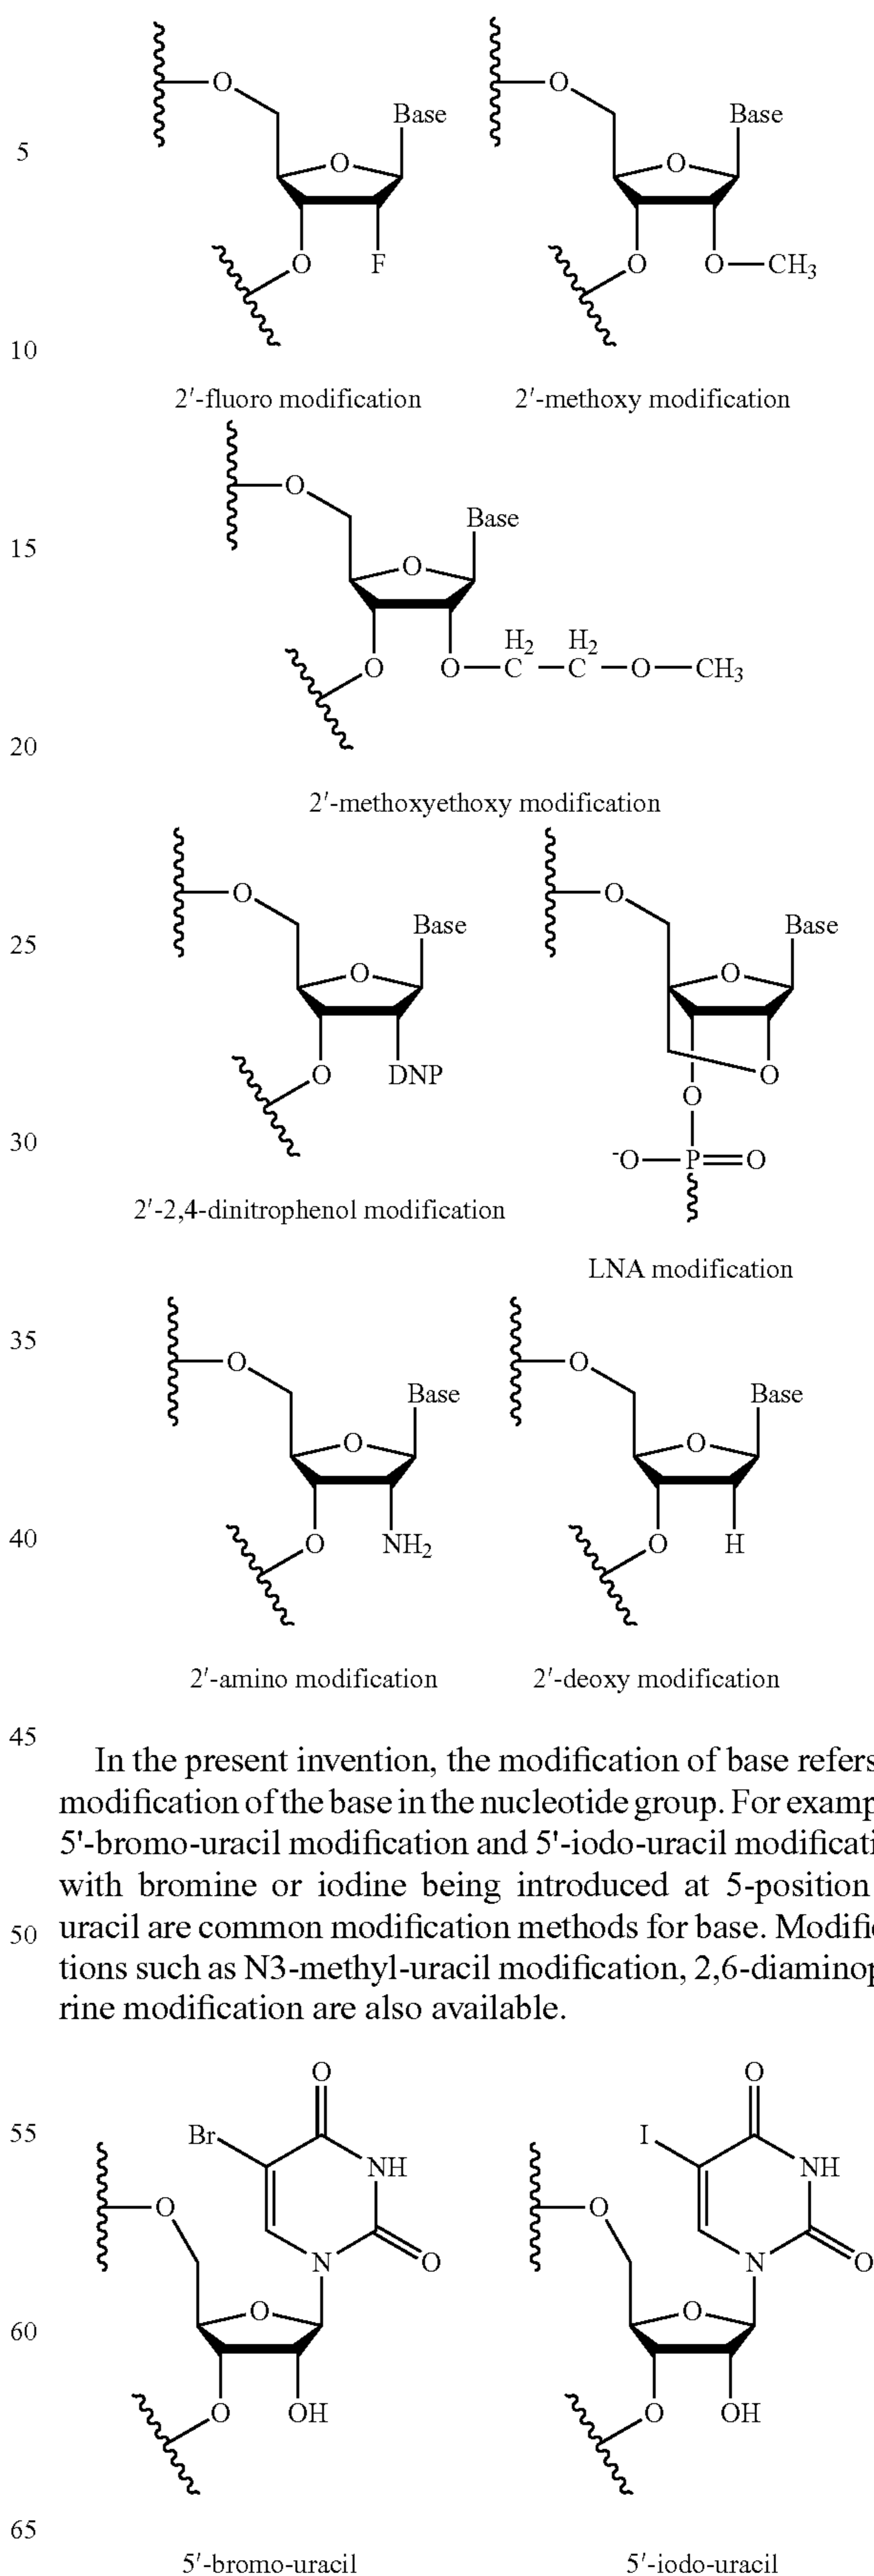 O O
Base Base
5
O O
O F O O—CH₃
10
2′-fluoro modification 2′-methoxy modification
O
Base
15
O
H₂ H₂
O O—C—C—O—CH₃
20
2′-methoxyethoxy modification
O O
Base Base
25
O O
O DNP O
O
30
⁻O—P=O
2′-2,4-dinitrophenol modification
LNA modification
35
O O
Base Base
O O
40
O NH₂ O H
2′-amino modification 2′-deoxy modification
45
In the present invention, the modification of base refers
modification of the base in the nucleotide group. For examp
5'-bromo-uracil modification and 5'-iodo-uracil modificati
with bromine or iodine being introduced at 5-position
50 uracil are common modification methods for base. Modific
tions such as N3-methyl-uracil modification, 2,6-diaminop
rine modification are also available.
O O
55
Br I
NH NH
O O
N O N O
60
O O
O OH O OH
65
5′-bromo-uracil 5′-iodo-uracil